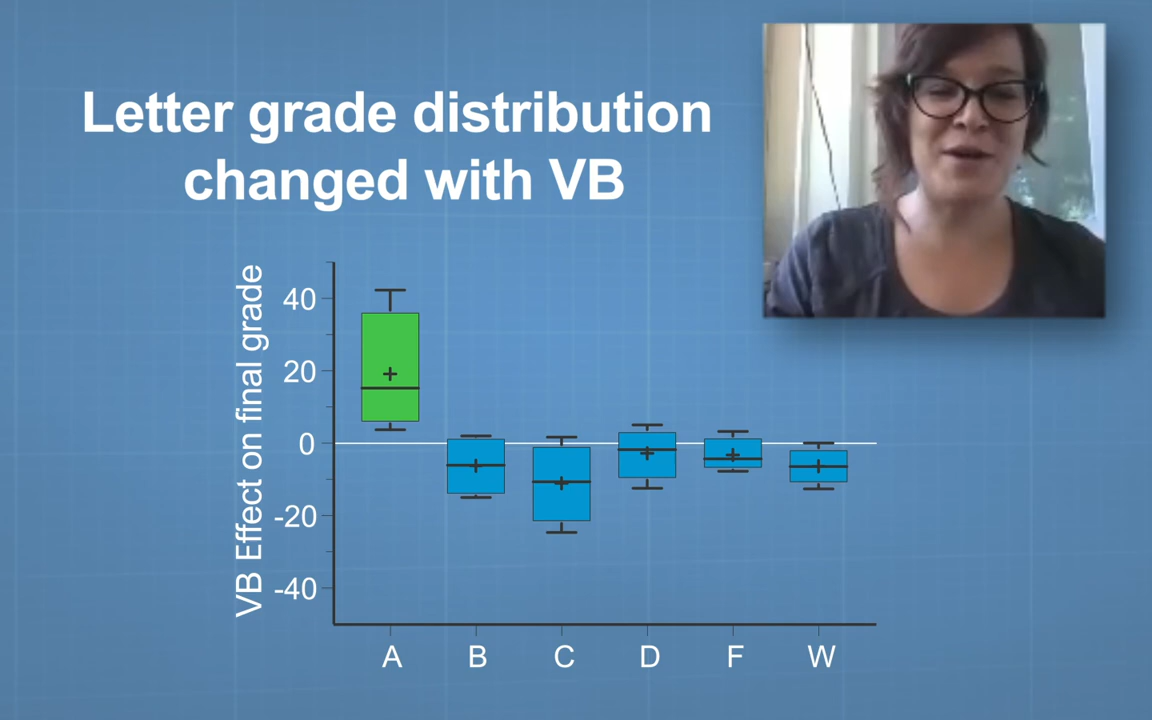 Letter grade distribution
changed with VB
VB Effect on final grade
40
20
0
-20
-40
A
B
C
D
F
W